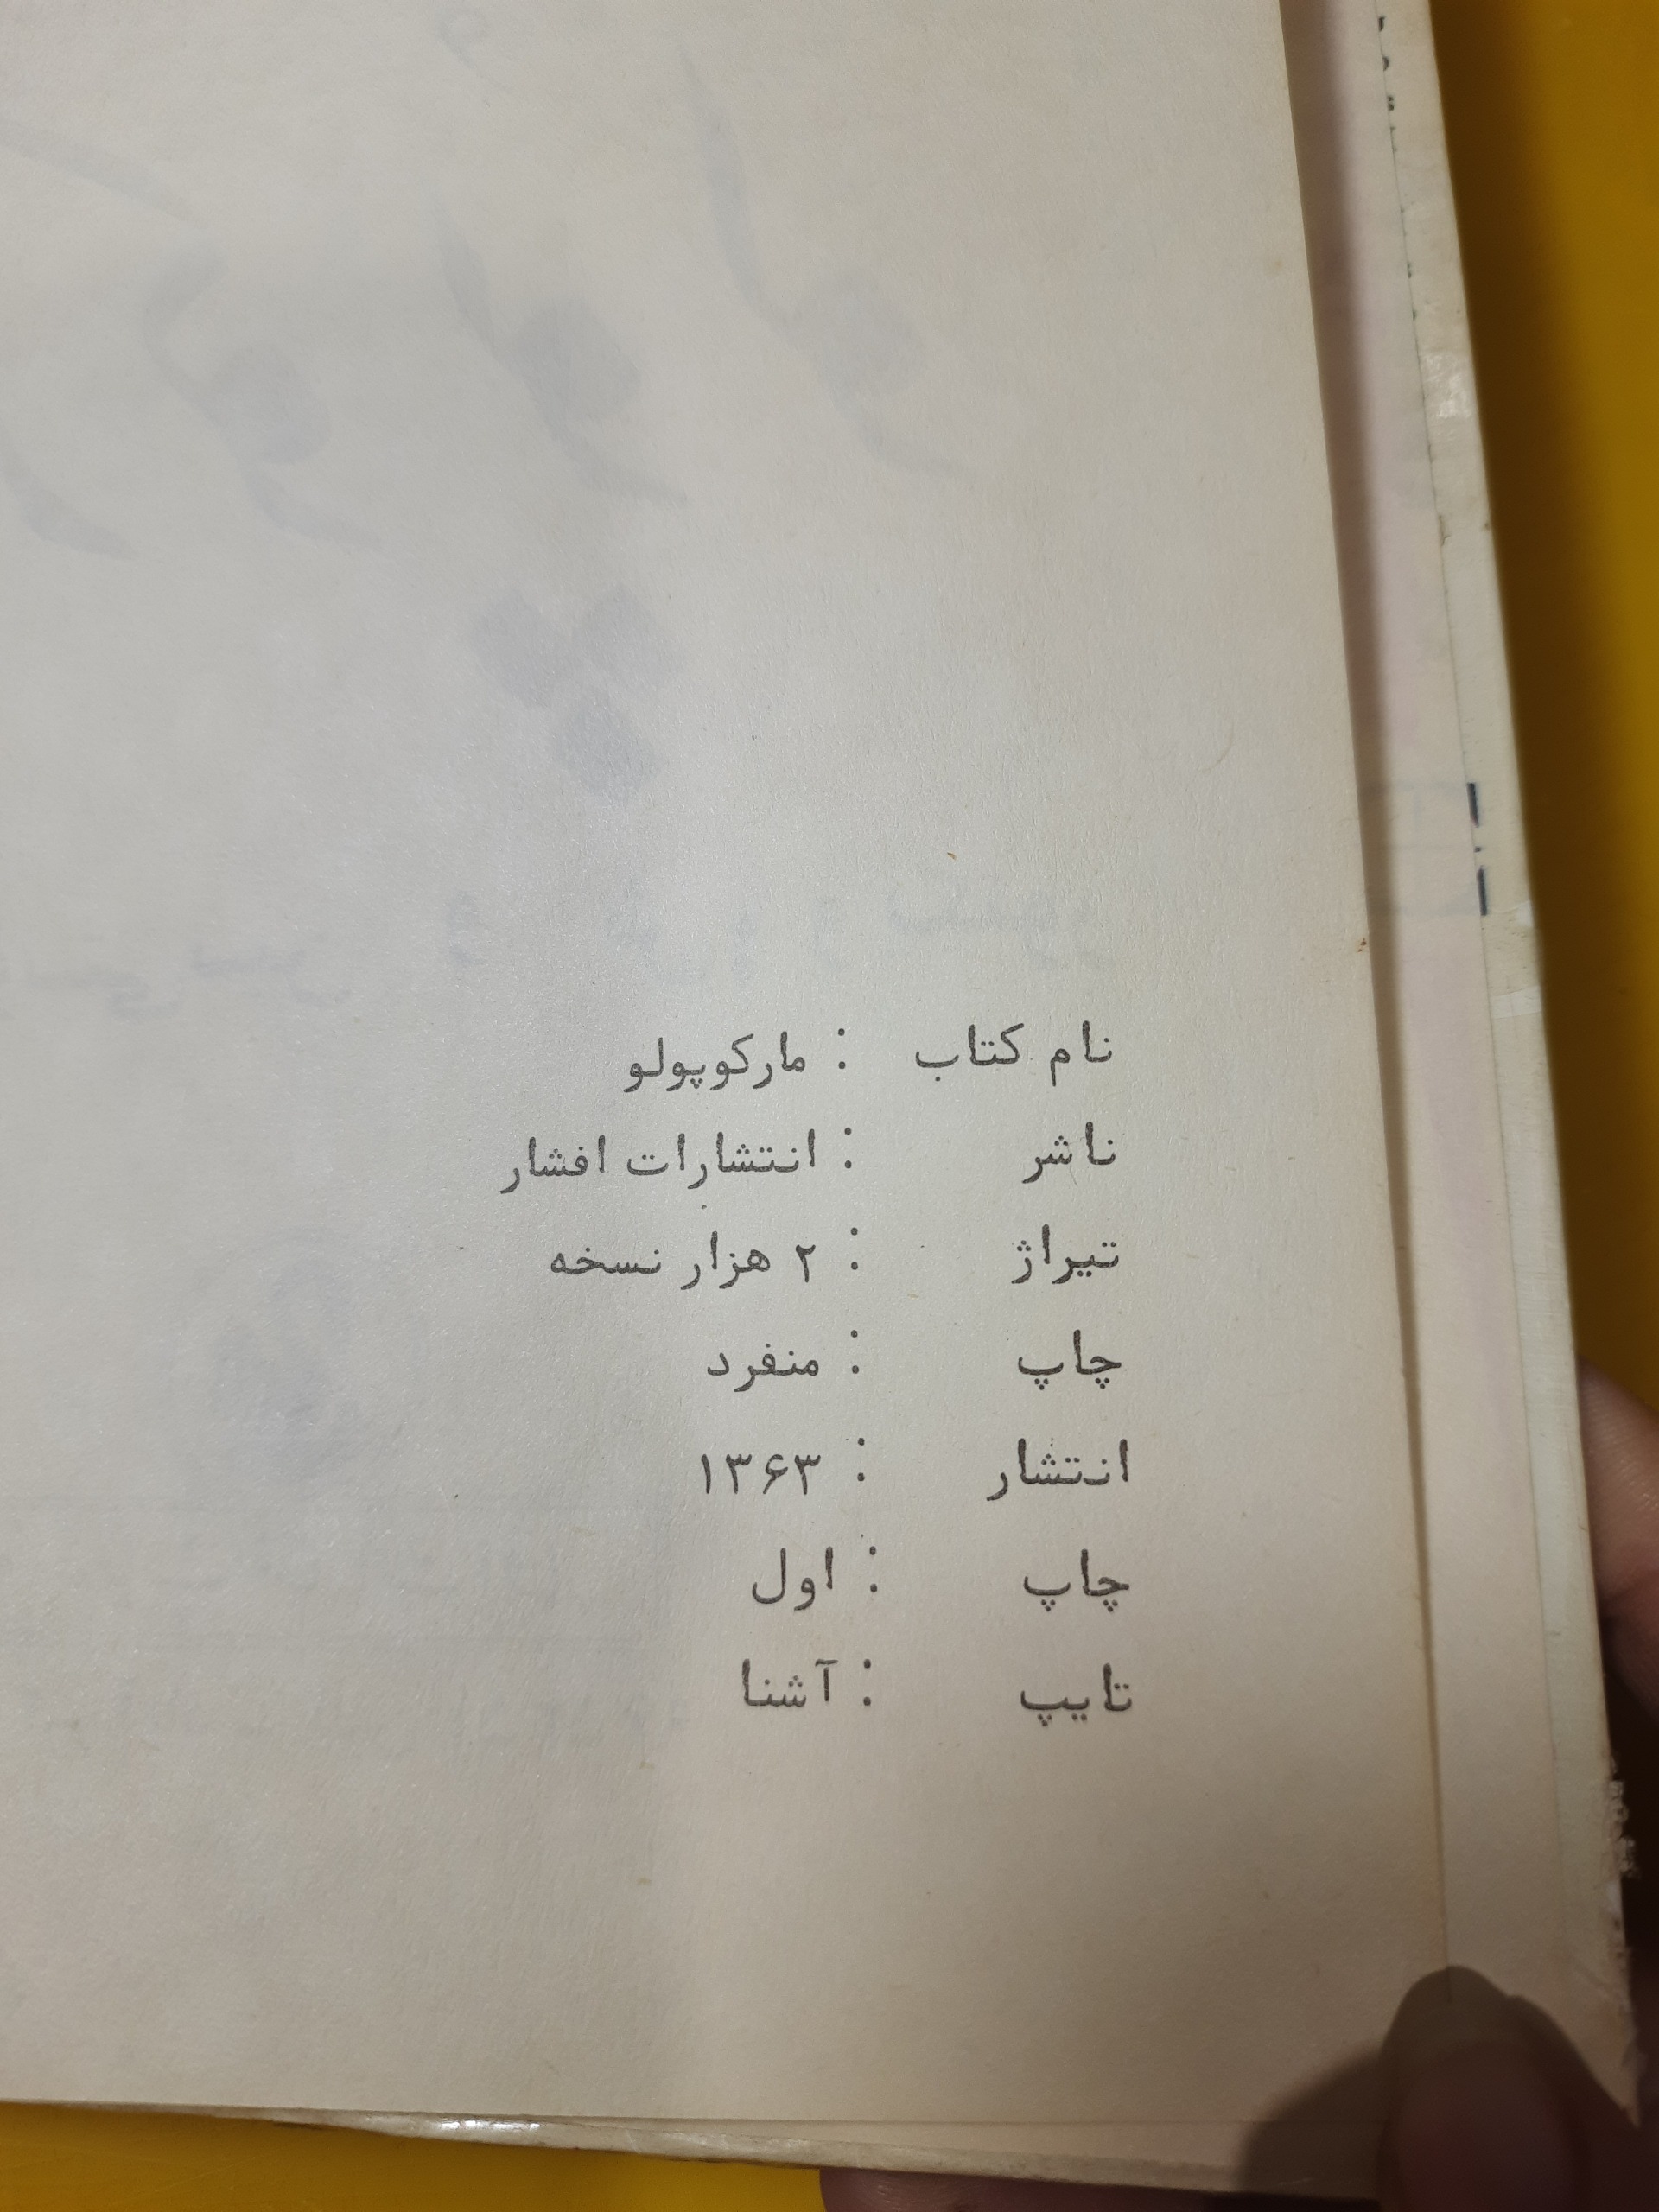 نام کتاب : مارکوپولو
ناشر : انتشارات افشار
تیراژ : ۲ هزار نسخه
چاپ : منفرد
انتشار : ۱۳۶۳
چاپ : اول
تایپ : آشنا